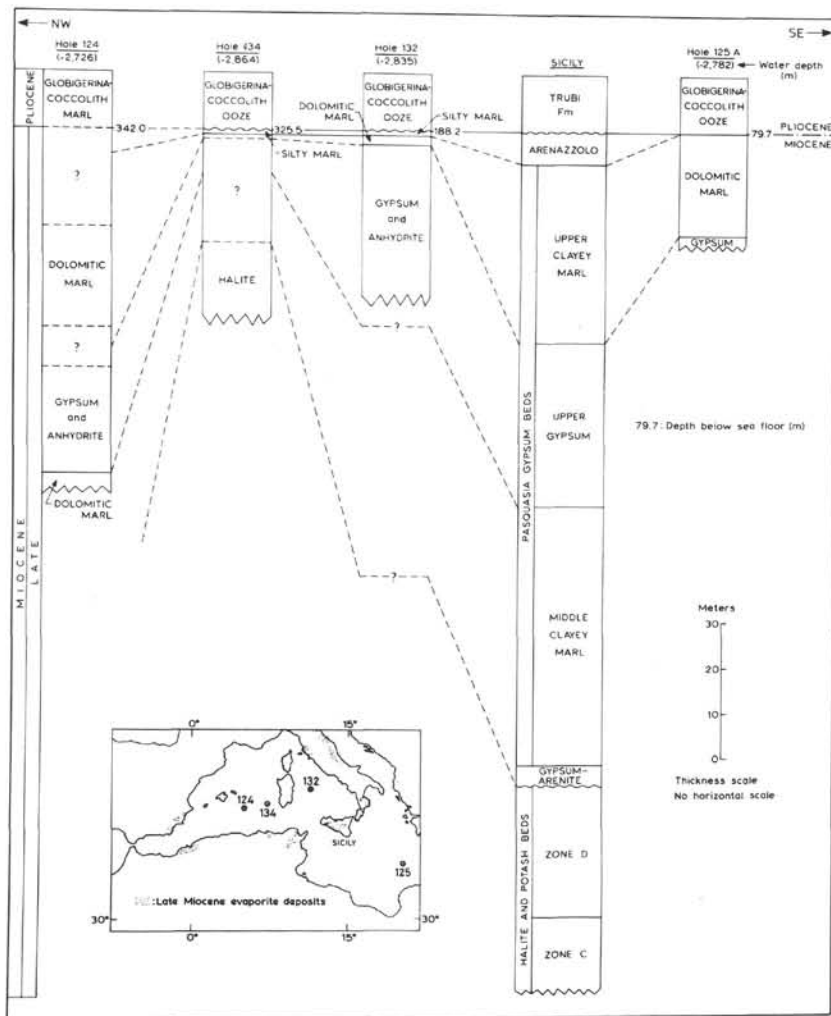 NW
SE
Hole 124
(-2,726)
Hole 134
(-2,864)
Hole 132
(-2,835)
SICILY
Hole 125 A
(-2,782)
Water depth
(m)
PLIOCENE
GLOBIGERINA-
COCCOLITH
MARL
GLOBIGERINA-
COCCOLITH
OOZE
DOLOMITIC
MARL
GLOBIGERINA-
COCCOLITH
OOZE
SILTY MARL
TRUBI
Fm
GLOBIGERINA-
COCCOLITH
OOZE
342.0
325.5
188.2
79.7
PLIOCENE
MIOCENE
SILTY MARL
ARENAZZOLO
?
?
GYPSUM
and
ANHYDRITE
UPPER
CLAYEY
MARL
DOLOMITIC
MARL
GYPSUM
DOLOMITIC
MARL
HALITE
?
?
GYPSUM
and
ANHYDRITE
DOLOMITIC
MARL
PASQUASIA GYPSUM BEDS
UPPER
GYPSUM
79.7: Depth below sea floor (m)
MIOCENE
LATE
?
MIDDLE
CLAYEY
MARL
Meters
30
20
10
0
Thickness scale
No horizontal scale
GYPSUM-
ARENITE
HALITE AND POTASH BEDS
ZONE D
ZONE C
0°
15°
132
124
134
SICILY
125
:Late Miocene evaporite deposits
30°
30°
0°
15°